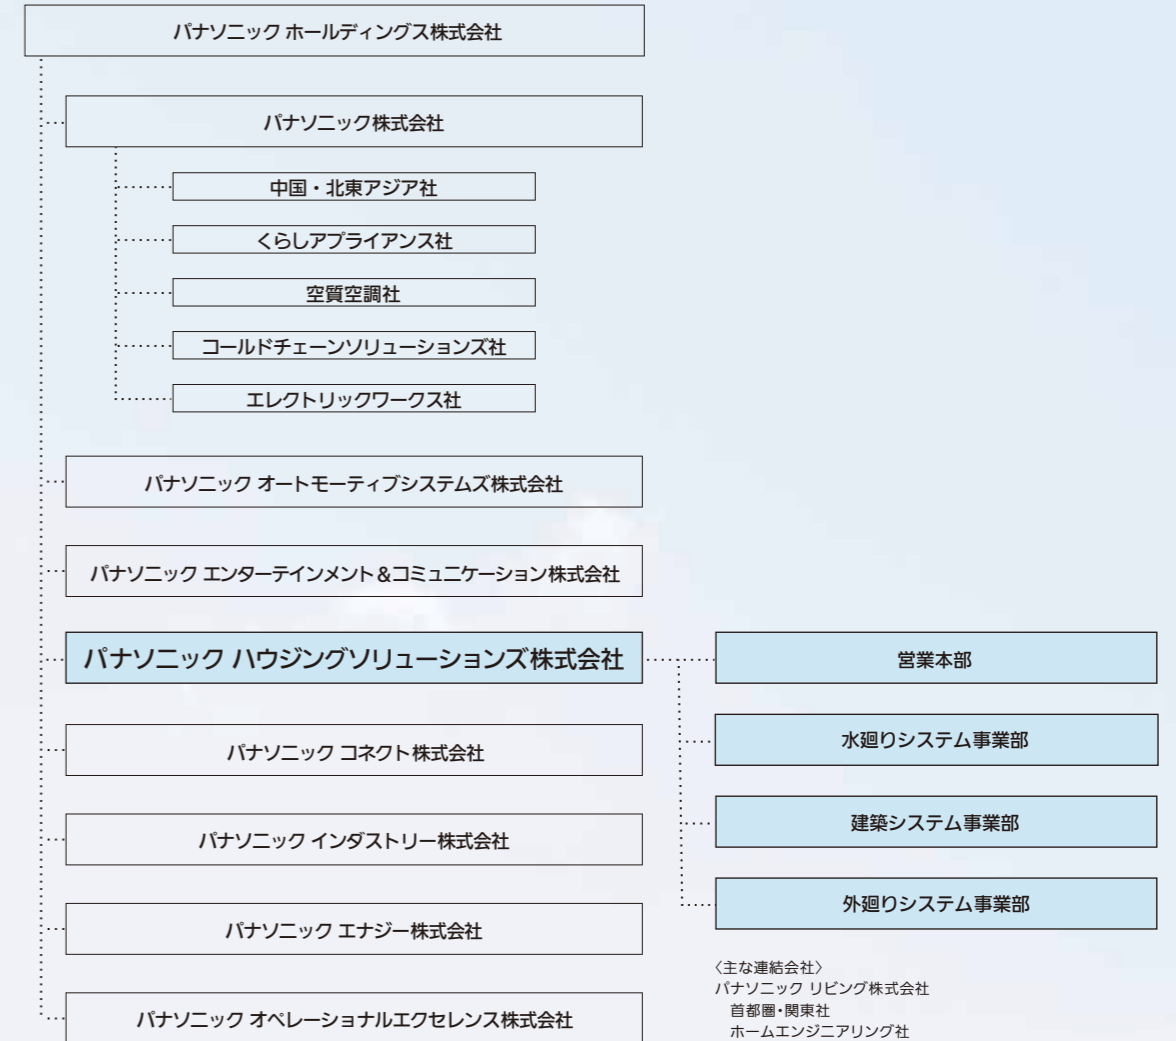 パナソニック ホールディングス株式会社
パナソニック株式会社
中国・北東アジア社
くらしアプライアンス社
空質空調社
コールドチェーンソリューションズ社
エレクトリックワークス社
パナソニック オートモーティブシステムズ株式会社
パナソニック エンターテインメント＆コミュニケーション株式会社
パナソニック ハウジングソリューションズ株式会社
営業本部
水廻りシステム事業部
建築システム事業部
外廻りシステム事業部
パナソニック コネクト株式会社
パナソニック インダストリー株式会社
パナソニック エナジー株式会社
パナソニック オペレーショナルエクセレンス株式会社
〈主な連結会社〉
パナソニック リビング株式会社
首都圏・関東社
ホームエンジニアリング社